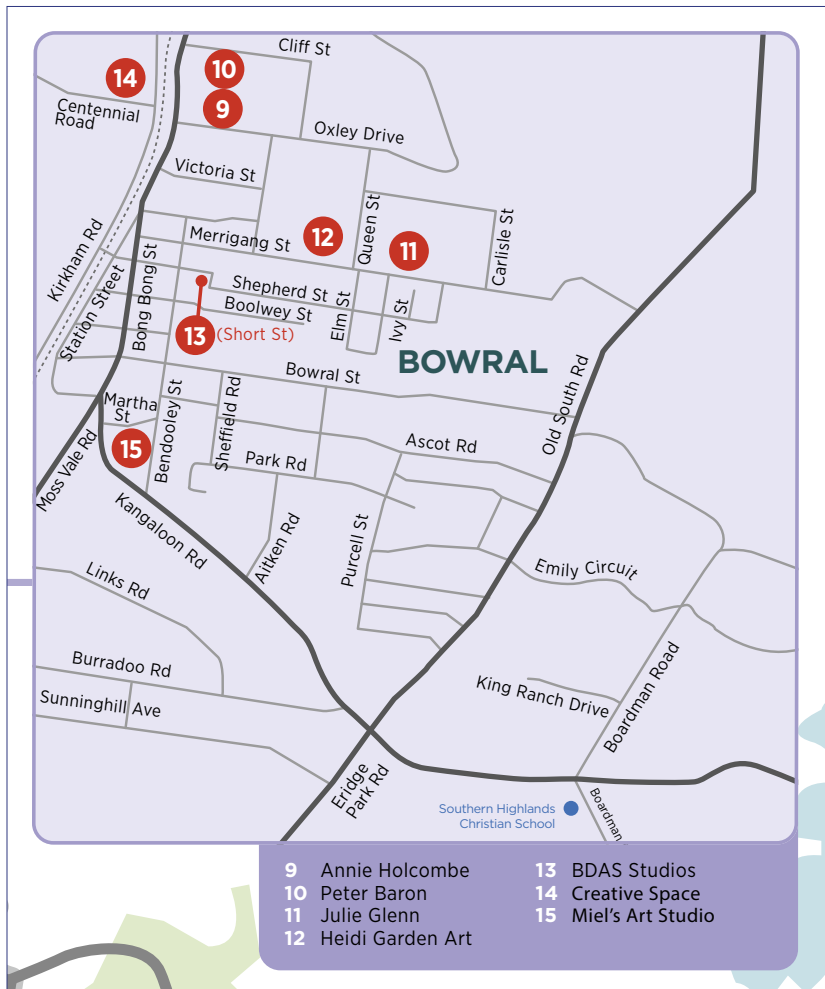 Cliff St
10
14
9
Centennial
Road
Oxley Drive
Victoria St
Queen St
Carlisle St
Merrigang St
12
11
Kirkham Rd
Station Street
Bong Bong St
Shepherd St
Boolwey St
Elm St
Ivy St
13 (Short St)
BOWRAL
Bowral St
Old South Rd
Martha
St
Bendooley St
Sheffield Rd
15
Moss Vale Rd
Ascot Rd
Park Rd
Kangaloon Rd
Aitken Rd
Purcell St
Links Rd
Emily Circuit
Burradoo Rd
Sunninghill Ave
King Ranch Drive
Boardman Road
Eridge
Park Rd
Southern Highlands
Christian School
Boardman
9 Annie Holcombe
10 Peter Baron
11 Julie Glenn
12 Heidi Garden Art
13 BDAS Studios
14 Creative Space
15 Miel's Art Studio